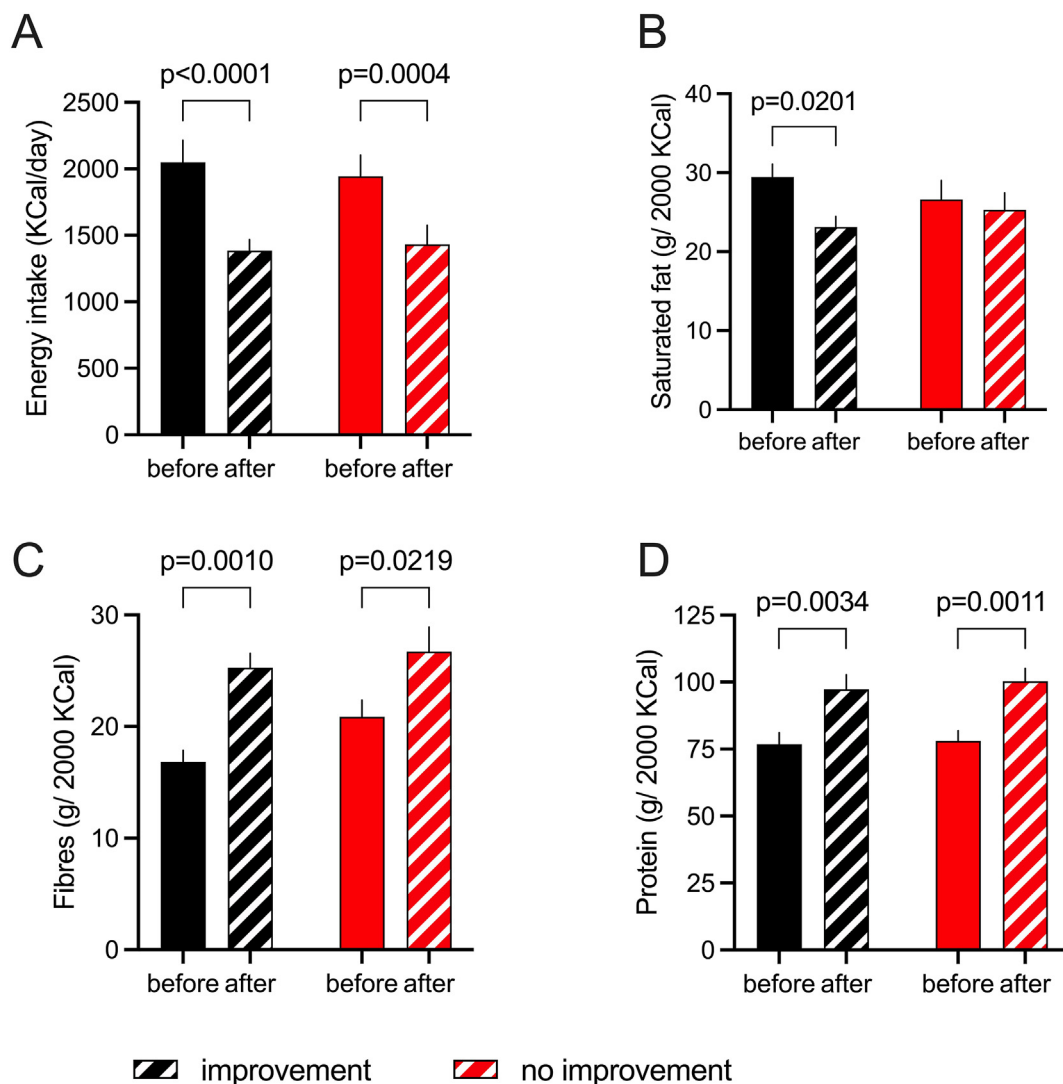 A
p<0.0001 p=0.0004
Energy intake (KCal/day)
2500
2000
1500
1000
500
0
before after before after
B
p=0.0201
Saturated fat (g/ 2000 KCal)
40
30
20
10
0
before after before after
C
p=0.0010 p=0.0219
Fibres (g/ 2000 KCal)
30
20
10
0
before after before after
D
p=0.0034 p=0.0011
Protein (g/ 2000 KCal)
125
100
75
50
25
0
before after before after
improvement no improvement